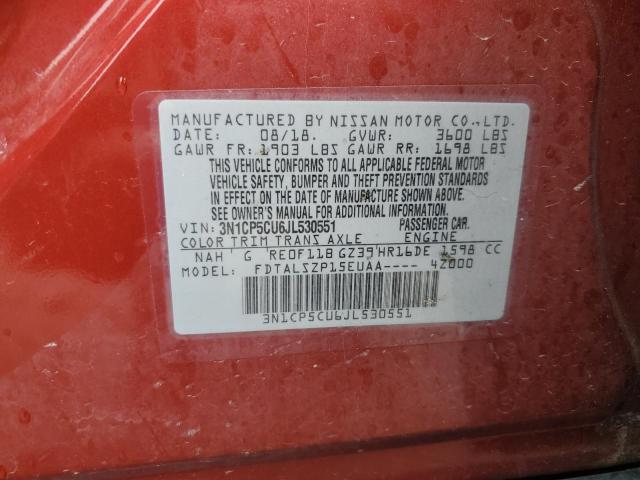 MANUFACTURED BY NISSAN MOTOR CO.,LTD.
DATE: 08/18. GVWR: 3600 LBS
GAWR FR: 1903 LBS GAWR RR: 1698 LBS
THIS VEHICLE CONFORMS TO ALL APPLICABLE FEDERAL MOTOR
VEHICLE SAFETY, BUMPER AND THEFT PREVENTION STANDARDS
IN EFFECT ON THE DATE OF MANUFACTURE SHOWN ABOVE.
SEE OWNER'S MANUAL FOR ADDITIONAL INFORMATION.
VIN: 3N1CP5CU6JL530551 PASSENGER CAR.
COLOR TRIM TRANS AXLE ENGINE
NAH G RE0F11B GZ39 HR16DE 1598 CC
MODEL: FDTALSZP15EUAA---- 4Z000
3N1CP5CU6JL530551